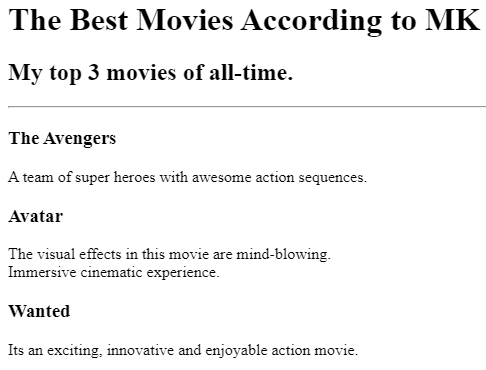 The Best Movies According to MK
My top 3 movies of all-time.
The Avengers
A team of super heroes with awesome action sequences.
Avatar
The visual effects in this movie are mind-blowing.
Immersive cinematic experience.
Wanted
Its an exciting, innovative and enjoyable action movie.